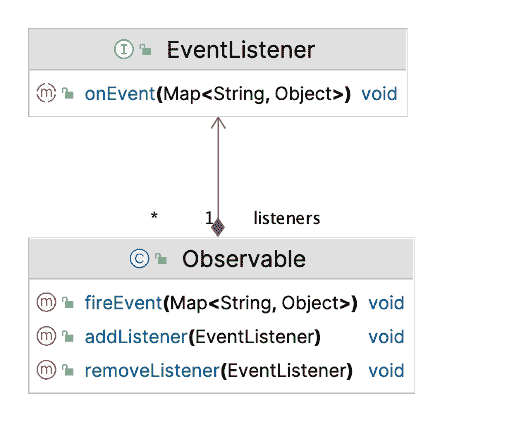 I EventListener
m onEvent(Map<String, Object>) void
* 1 listeners
C Observable
m fireEvent(Map<String, Object>) void
m addListener(EventListener) void
m removeListener(EventListener) void